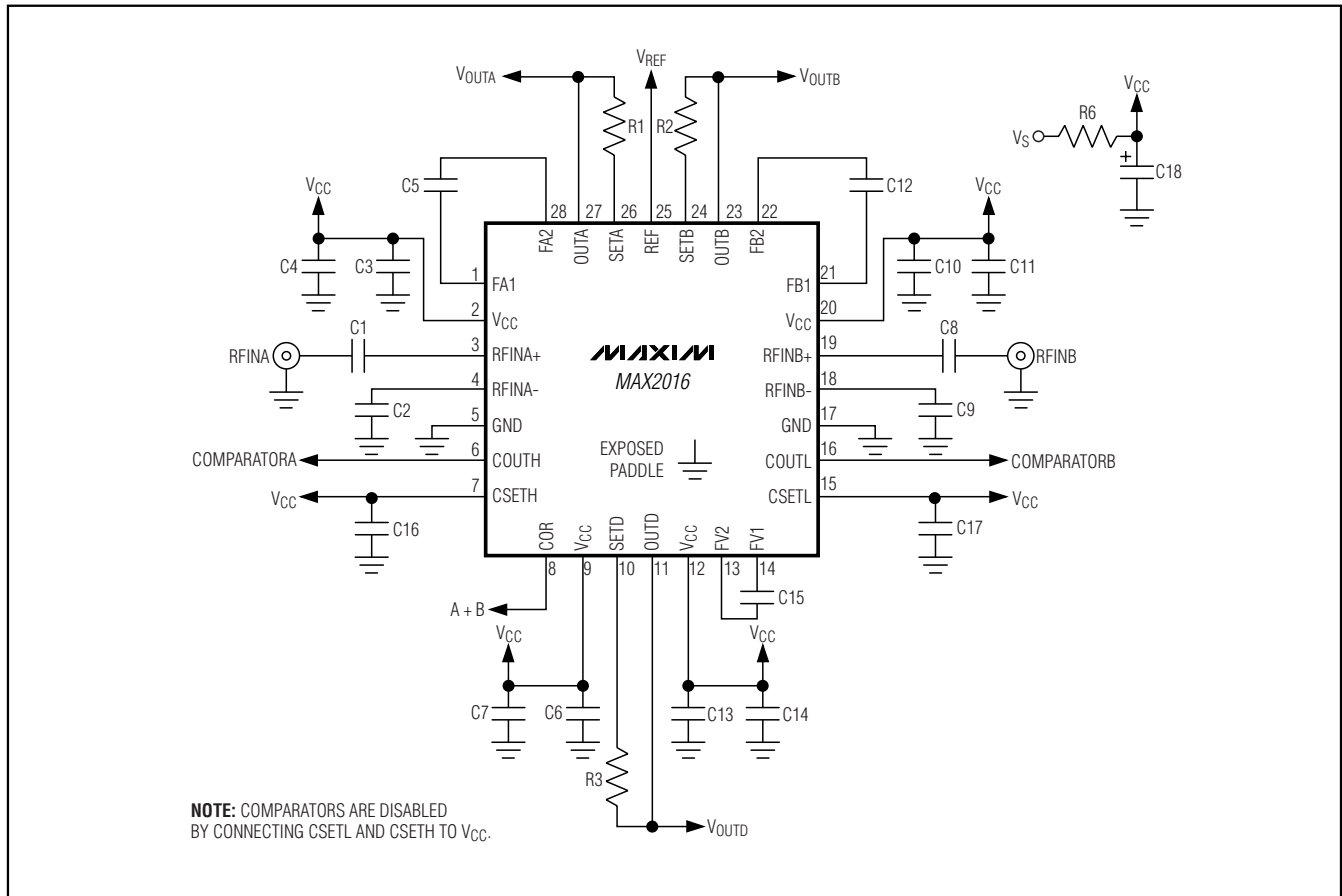 VREF
VOUTA
VOUTB
VCC
R1
R2
R6
VS
+
C18
C5
C12
VCC
VCC
28 27 26 25 24 23 22
FA2 OUTA SETA REF SETB OUTB FB2
C4 C3
C10 C11
1 FA1
FB1 21
2 VCC
VCC 20
C1
C8
RFINA
3 RFINA+
RFINB+ 19
RFINB
MAXIM
MAX2016
4 RFINA-
RFINB- 18
C2
C9
5 GND
GND 17
EXPOSED
PADDLE
COMPARATORA
6 COUTH
COUTL 16
COMPARATORB
VCC
7 CSETH
CSETL 15
VCC
C16
C17
COR VCC SETD OUTD VCC FV2 FV1
8 9 10 11 12 13 14
C15
A + B
VCC
VCC
C7 C6
C13 C14
R3
NOTE: COMPARATORS ARE DISABLED
BY CONNECTING CSETL AND CSETH TO VCC.
VOUTD